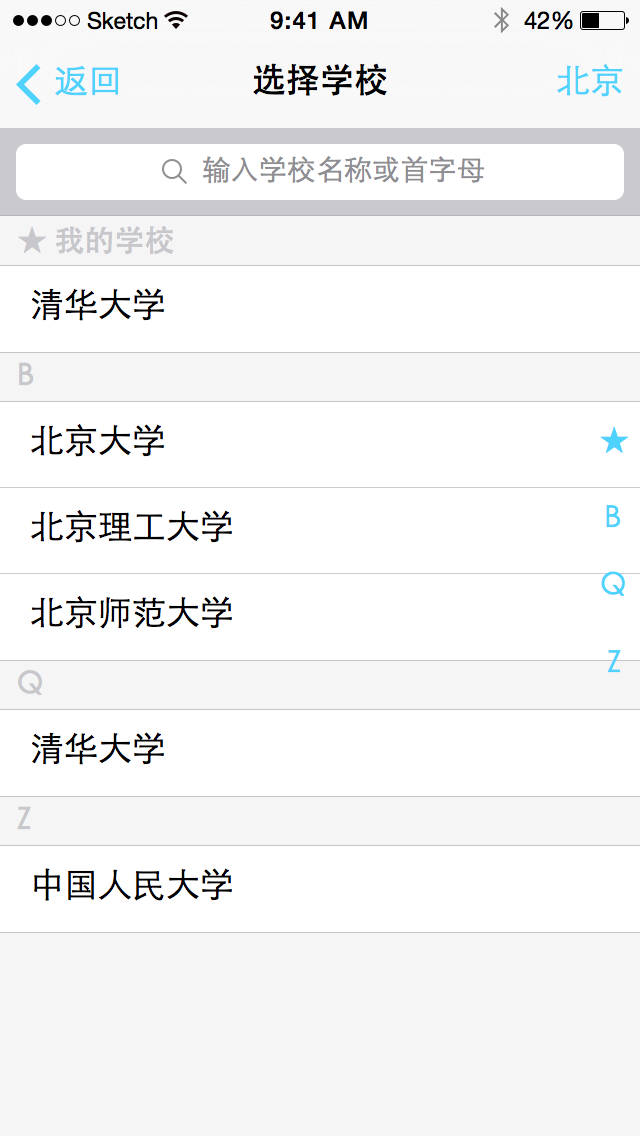 Sketch 9:41 AM 42%
返回 选择学校 北京
输入学校名称或首字母
★ 我的学校
清华大学
B
北京大学
★
北京理工大学
B
北京师范大学
Q
Z
Q
清华大学
Z
中国人民大学